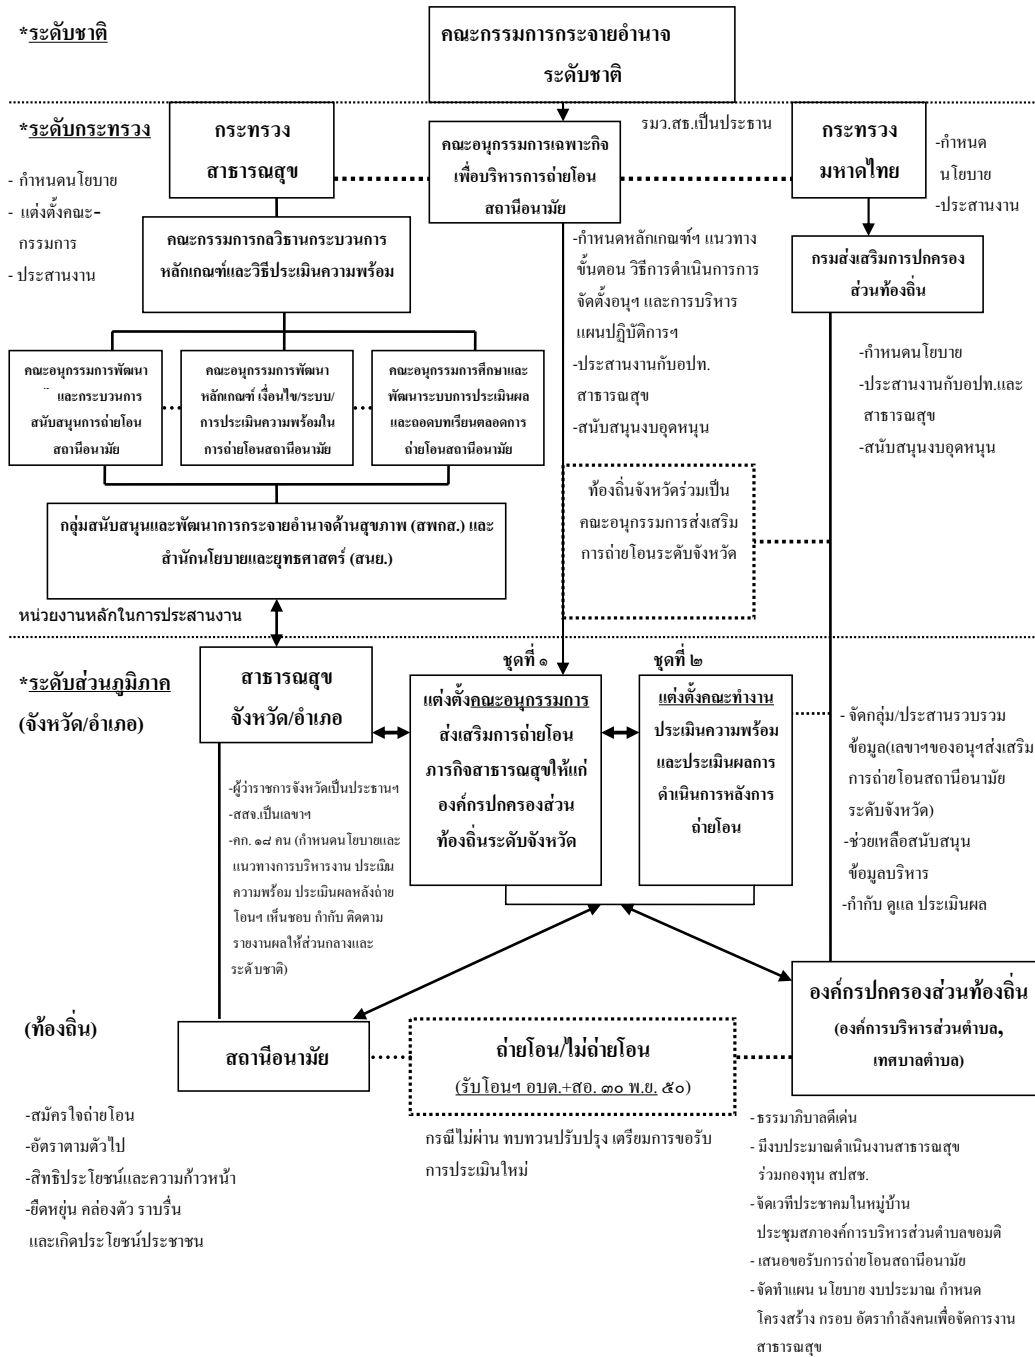 *ระดับชาติ
คณะกรรมการกระจายอำนาจ
ระดับชาติ
*ระดับกระทรวง
- กำหนดนโยบาย
- แต่งตั้งคณะ-
กรรมการ
- ประสานงาน
กระทรวง
สาธารณสุข
คณะอนุกรรมการเฉพาะกิจ
เพื่อบริหารการถ่ายโอน
สถานีอนามัย
รมว.สธ.เป็นประธาน
กระทรวง
มหาดไทย
-กำหนด
นโยบาย
-ประสานงาน
คณะกรรมการกลวิธานกระบวนการ
หลักเกณฑ์และวิธีประเมินความพร้อม
-กำหนดหลักเกณฑ์ฯ แนวทาง
ขั้นตอน วิธีการดำเนินการการ
จัดตั้งอนุฯ และการบริหาร
แผนปฏิบัติการฯ
-ประสานงานกับอปท.
สาธารณสุข
-สนับสนุนงบอุดหนุน
กรมส่งเสริมการปกครอง
ส่วนท้องถิ่น
-กำหนดนโยบาย
-ประสานงานกับอปท.และ
สาธารณสุข
-สนับสนุนงบอุดหนุน
คณะอนุกรรมการพัฒนา
และกระบวนการ
สนับสนุนการถ่ายโอน
สถานีอนามัย
คณะอนุกรรมการพัฒนา
หลักเกณฑ์ เงื่อนไข/ระบบ/
การประเมินความพร้อมใน
การถ่ายโอนสถานีอนามัย
คณะอนุกรรมการศึกษาและ
พัฒนาระบบการประเมินผล
และถอดบทเรียนตลอดการ
ถ่ายโอนสถานีอนามัย
ท้องถิ่นจังหวัดร่วมเป็น
คณะอนุกรรมการส่งเสริม
การถ่ายโอนระดับจังหวัด
กลุ่มสนับสนุนและพัฒนาการกระจายอำนาจด้านสุขภาพ (สพกส.) และ
สำนักนโยบายและยุทธศาสตร์ (สนย.)
หน่วยงานหลักในการประสานงาน
*ระดับส่วนภูมิภาค
(จังหวัด/อำเภอ)
สาธารณสุข
จังหวัด/อำเภอ
ชุดที่ ๑
แต่งตั้งคณะอนุกรรมการ
ส่งเสริมการถ่ายโอน
ภารกิจสาธารณสุขให้แก่
องค์กรปกครองส่วน
ท้องถิ่นระดับจังหวัด
ชุดที่ ๒
แต่งตั้งคณะทำงาน
ประเมินความพร้อม
และประเมินผลการ
ดำเนินการหลังการ
ถ่ายโอน
- จัดกลุ่ม/ประสานรวบรวม
ข้อมูล(เลขาฯของอนุฯส่งเสริม
การถ่ายโอนสถานีอนามัย
ระดับจังหวัด)
-ช่วยเหลือสนับสนุน
ข้อมูลบริหาร
-กำกับ ดูแล ประเมินผล
-ผู้ว่าราชการจังหวัดเป็นประธานฯ
-สสจ.เป็นเลขาฯ
-คก. ๑๘ คน (กำหนดนโยบายและ
แนวทางการบริหารงาน ประเมิน
ความพร้อม ประเมินผลหลังถ่าย
โอนฯ เห็นชอบ กำกับ ติดตาม
รายงานผลให้ส่วนกลางและ
ระดับชาติ)
(ท้องถิ่น)
สถานีอนามัย
ถ่ายโอน/ไม่ถ่ายโอน
(รับโอนฯ อบต.+สอ. ๓๐ พ.ย. ๕๐)
องค์กรปกครองส่วนท้องถิ่น
(องค์การบริหารส่วนตำบล,
เทศบาลตำบล)
-สมัครใจถ่ายโอน
-อัตราตามตัวไป
-สิทธิประโยชน์และความก้าวหน้า
-ยืดหยุ่น คล่องตัว ราบรื่น
และเกิดประโยชน์ประชาชน
กรณีไม่ผ่าน ทบทวนปรับปรุง เตรียมการขอรับ
การประเมินใหม่
- ธรรมาภิบาลดีเด่น
- มีงบประมาณดำเนินงานสาธารณสุข
ร่วมกองทุน สปสช.
- จัดเวทีประชาคมในหมู่บ้าน
ประชุมสภาองค์การบริหารส่วนตำบลขอมติ
- เสนอขอรับการถ่ายโอนสถานีอนามัย
- จัดทำแผน นโยบาย งบประมาณ กำหนด
โครงสร้าง กรอบ อัตรากำลังคนเพื่อจัดการงาน
สาธารณสุข